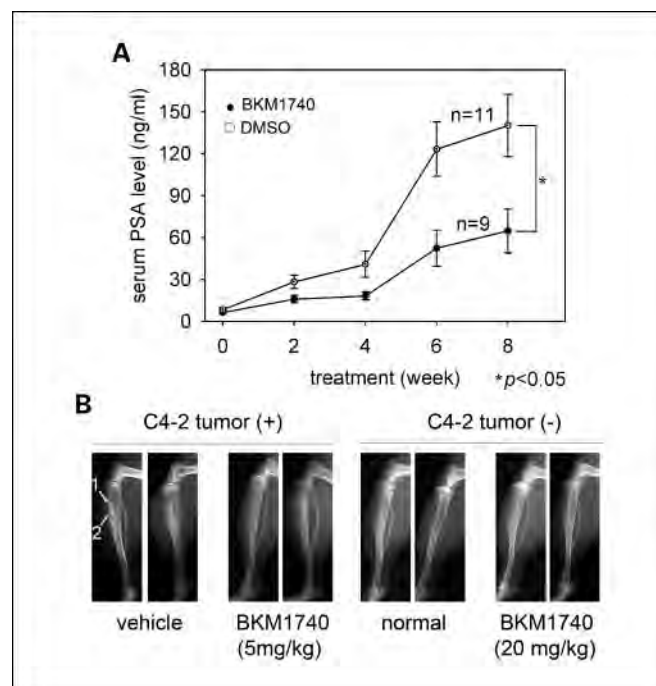 A
180
150
120
90
60
30
0
serum PSA level (ng/ml)
BKM1740
DMSO
n=11
n=9
*
0 2 4 6 8
treatment (week) *p<0.05
B
C4-2 tumor (+) C4-2 tumor (-)
1
2
vehicle BKM1740 normal BKM1740
(5mg/kg) (20 mg/kg)